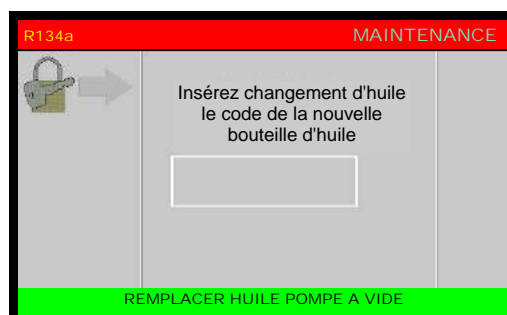 R134a MAINTENANCE
Insérez changement d'huile
le code de la nouvelle
bouteille d'huile
REMPLACER HUILE POMPE A VIDE